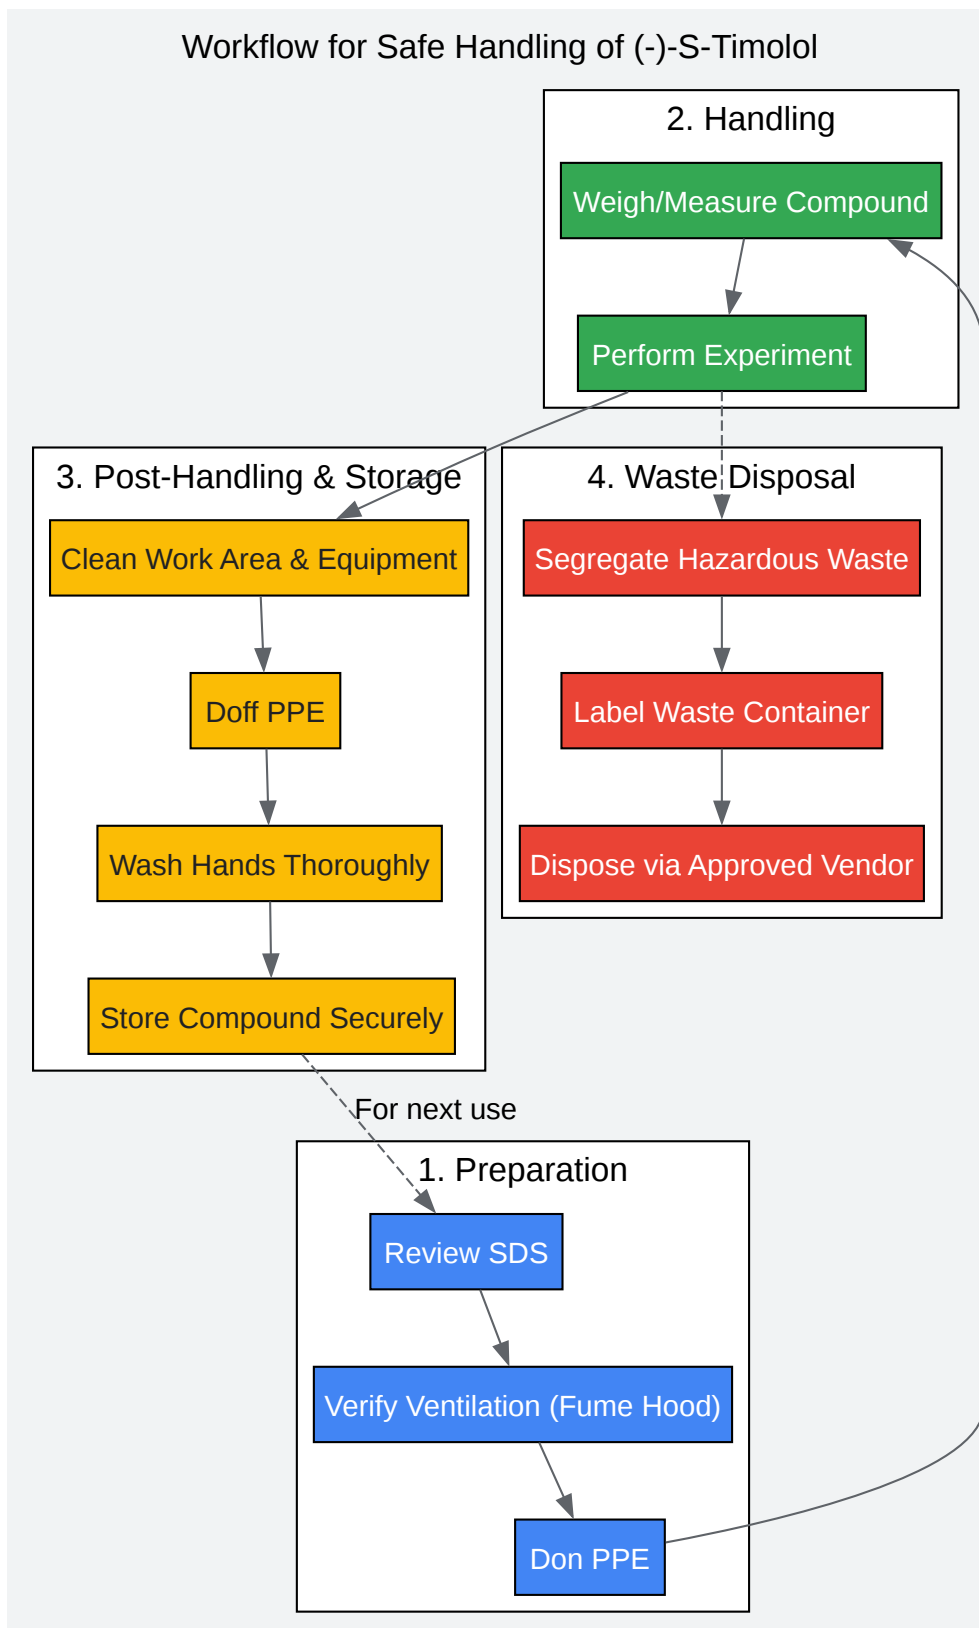 Workflow for Safe Handling of (-)-S-Timolol
2. Handling
Weigh/Measure Compound
Perform Experiment
3. Post-Handling & Storage
Clean Work Area & Equipment
Doff PPE
Wash Hands Thoroughly
Store Compound Securely
4. Waste Disposal
Segregate Hazardous Waste
Label Waste Container
Dispose via Approved Vendor
For next use
1. Preparation
Review SDS
Verify Ventilation (Fume Hood)
Don PPE